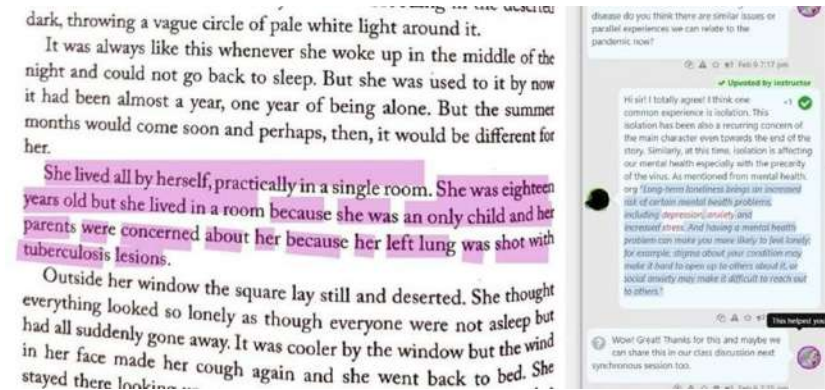 dark, throwing a vague circle of pale white light around it.
It was always like this whenever she woke up in the middle of the
night and could not go back to sleep. But she was used to it by now
it had been almost a year, one year of being alone. But the summer
months would come soon and perhaps, then, it would be different for
her.
She lived all by herself, practically in a single room. She was eighteen
years old but she lived in a room because she was an only child and her
parents were concerned about her because her left lung was shot with
tuberculosis lesions.
Outside her window the square lay still and deserted. She thought
everything looked so lonely as though everyone were not asleep but
had all suddenly gone away. It was cooler by the window but the wind
in her face made her cough again and she went back to bed. She
stayed there looking
disease do you think there are similar issues or
parallel experiences we can relate to the
pandemic now?
Feb 6 7:17 pm
Upvoted by instructor
Hi sir! I totally agree! I think one
+1
common experience is isolation. This
isolation has been also a recurring concern of
the main character even towards the end of the
story. Similarly, at this time, isolation is affecting
our mental health especially with the precarity
of the virus. As mentioned from mental health.
org "Long-term loneliness brings an increased
risk of certain mental health problems,
including depression, anxiety and
increased stress. And having a mental health
problem can make you more likely to feel lonely;
for example, stigma about your condition may
make it hard to open up to others about it, or
social anxiety may make it difficult to reach out
to others."
This helped you
Wow! Great! Thanks for this and maybe we
can share this in our class discussion next
synchronous session too.